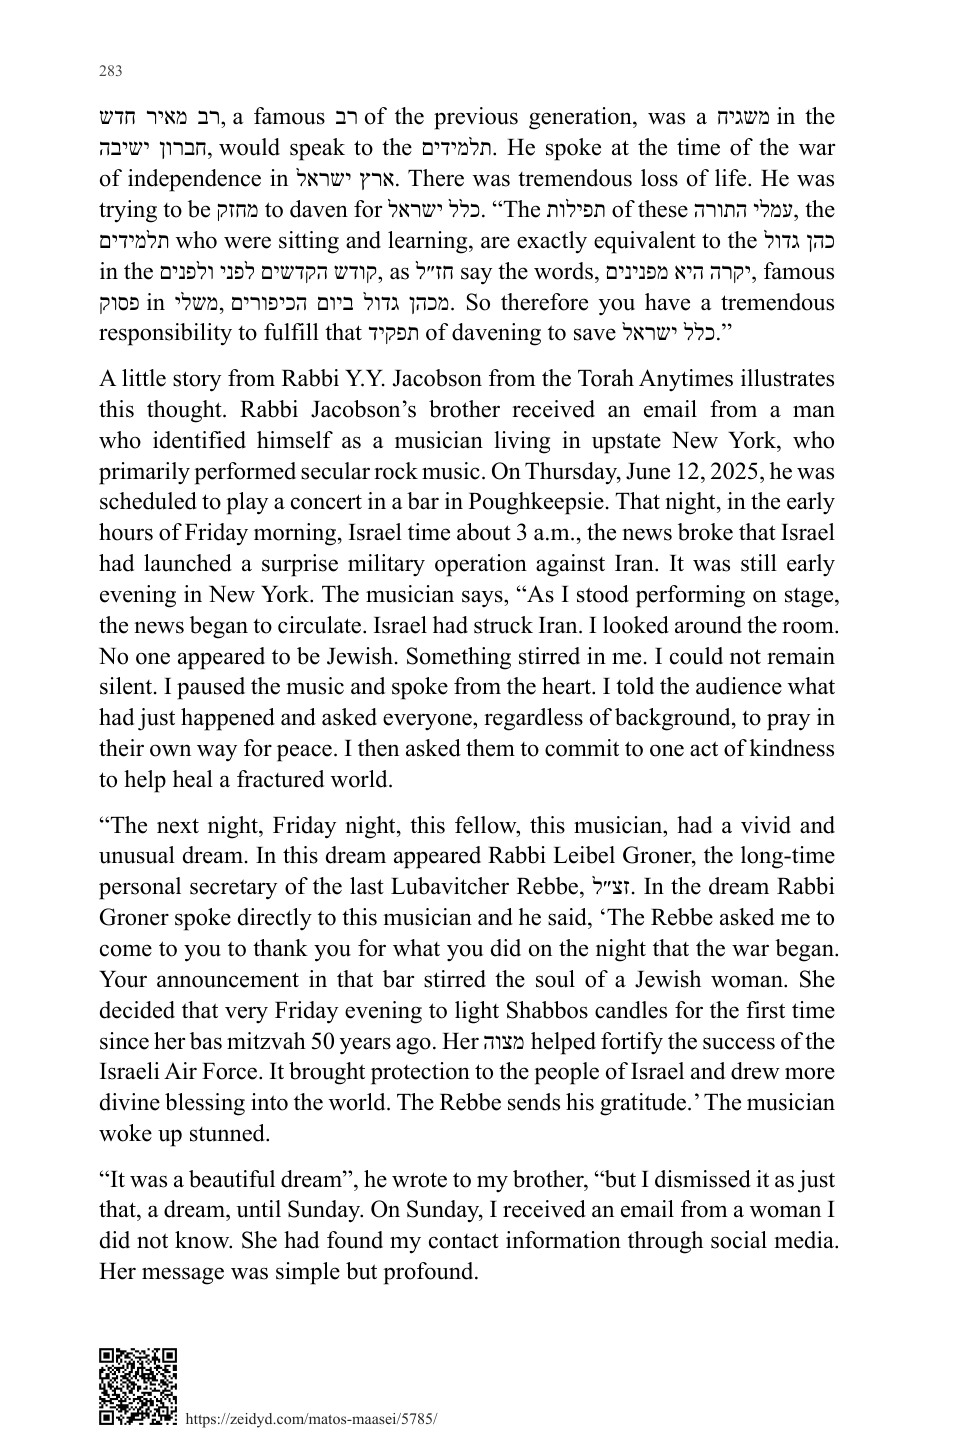 283
רב מאיר חדש, a famous רב of the previous generation, was a משגיח in the
חברון ישיבה, would speak to the תלמידים. He spoke at the time of the war
of independence in ארץ ישראל. There was tremendous loss of life. He was
trying to be מחזק to daven for כלל ישראל. “The תפילות of these עמלי התורה, the
תלמידים who were sitting and learning, are exactly equivalent to the כהן גדול
in the קודש הקדשים לפני ולפנים, as חז״ל say the words, יקרה היא מפנינים, famous
פסוק in משלי, מכהן גדול ביום הכיפורים. So therefore you have a tremendous
responsibility to fulfill that תפקיד of davening to save כלל ישראל.”
A little story from Rabbi Y.Y. Jacobson from the Torah Anytimes illustrates
this thought. Rabbi Jacobson’s brother received an email from a man
who identified himself as a musician living in upstate New York, who
primarily performed secular rock music. On Thursday, June 12, 2025, he was
scheduled to play a concert in a bar in Poughkeepsie. That night, in the early
hours of Friday morning, Israel time about 3 a.m., the news broke that Israel
had launched a surprise military operation against Iran. It was still early
evening in New York. The musician says, “As I stood performing on stage,
the news began to circulate. Israel had struck Iran. I looked around the room.
No one appeared to be Jewish. Something stirred in me. I could not remain
silent. I paused the music and spoke from the heart. I told the audience what
had just happened and asked everyone, regardless of background, to pray in
their own way for peace. I then asked them to commit to one act of kindness
to help heal a fractured world.
“The next night, Friday night, this fellow, this musician, had a vivid and
unusual dream. In this dream appeared Rabbi Leibel Groner, the long-time
personal secretary of the last Lubavitcher Rebbe, זצ״ל. In the dream Rabbi
Groner spoke directly to this musician and he said, ‘The Rebbe asked me to
come to you to thank you for what you did on the night that the war began.
Your announcement in that bar stirred the soul of a Jewish woman. She
decided that very Friday evening to light Shabbos candles for the first time
since her bas mitzvah 50 years ago. Her מצוה helped fortify the success of the
Israeli Air Force. It brought protection to the people of Israel and drew more
divine blessing into the world. The Rebbe sends his gratitude.’ The musician
woke up stunned.
“It was a beautiful dream”, he wrote to my brother, “but I dismissed it as just
that, a dream, until Sunday. On Sunday, I received an email from a woman I
did not know. She had found my contact information through social media.
Her message was simple but profound.
https://zeidyd.com/matos-maasei/5785/